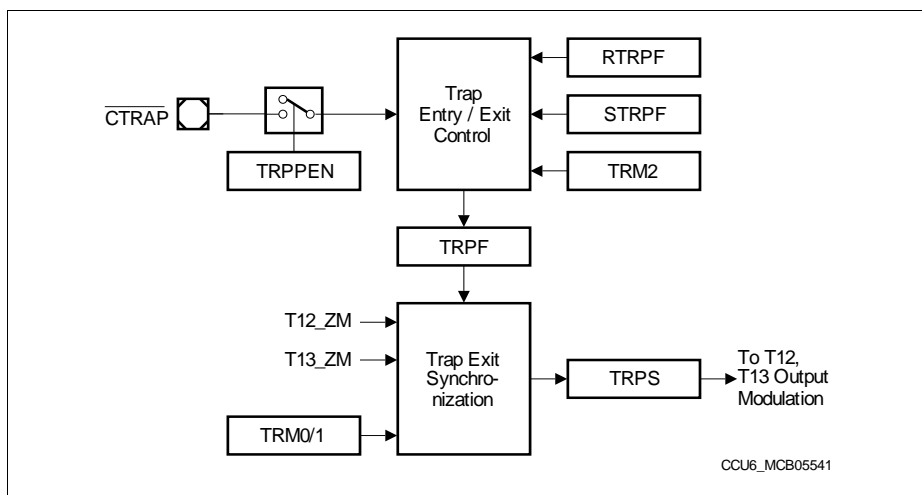 CTRAP
TRPPEN
Trap
Entry / Exit
Control
RTRPF
STRPF
TRM2
TRPF
T12_ZM
T13_ZM
TRM0/1
Trap Exit
Synchro-
nization
TRPS
To T12,
T13 Output
Modulation
CCU6_MCB05541